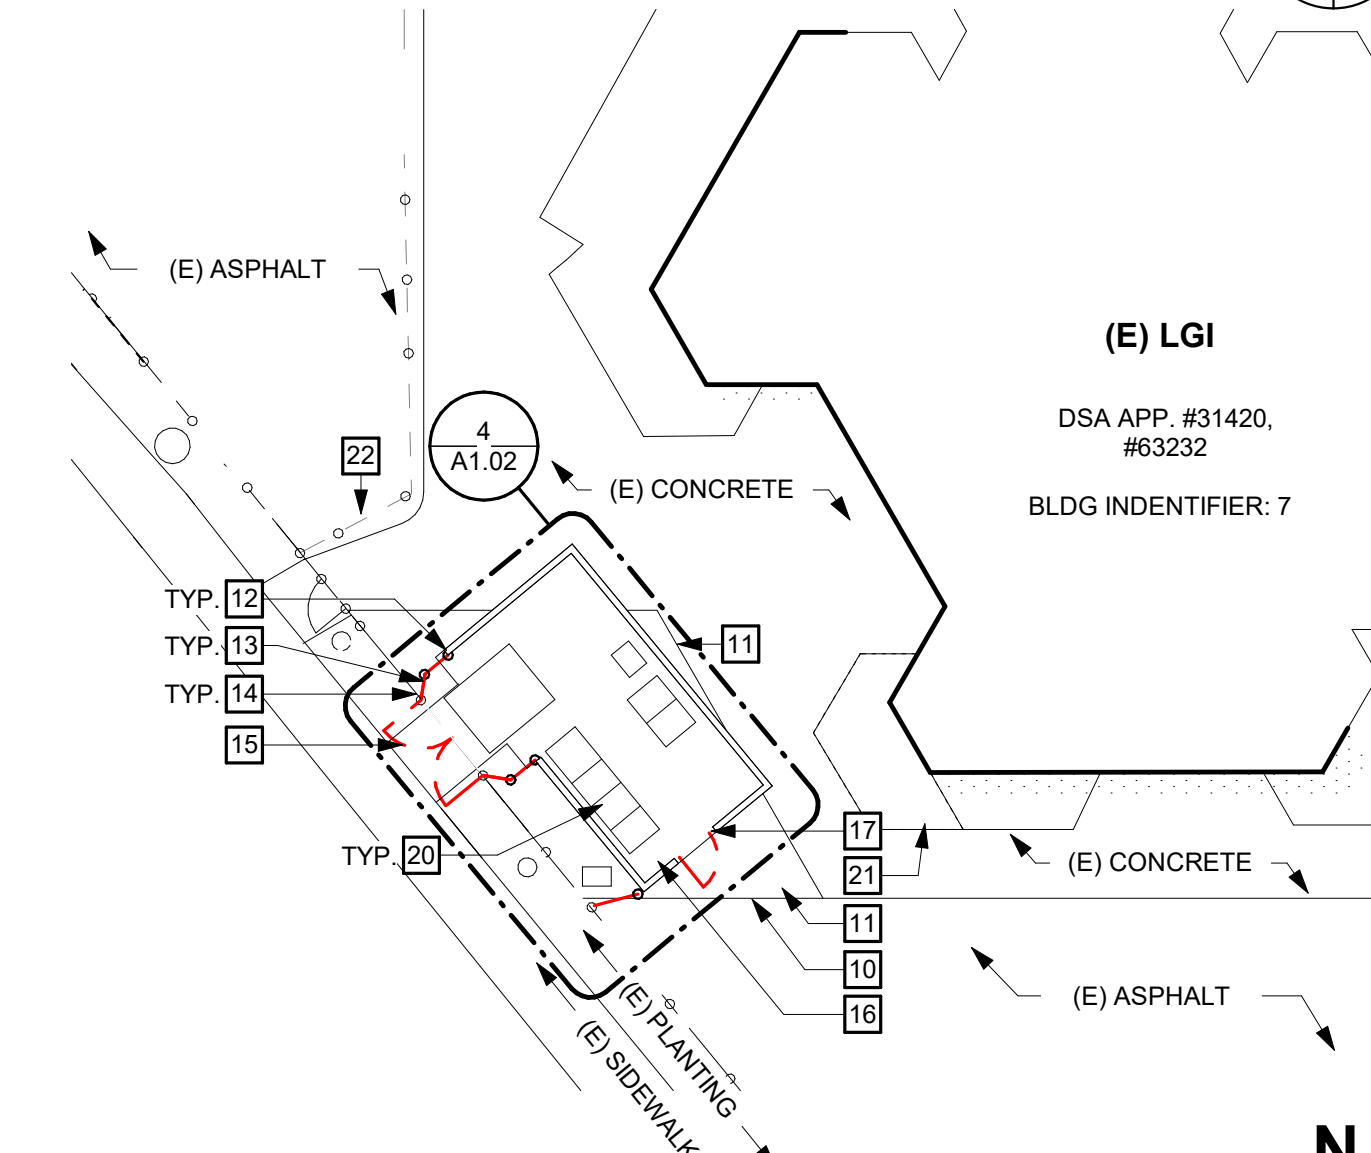 (E) ASPHALT
(E) LGI
DSA APP. #31420,
#63232
BLDG INDENTIFIER: 7
4
A1.02
22
(E) CONCRETE
TYP. 12
TYP. 13
TYP. 14
15
11
TYP. 20
17
21
(E) CONCRETE
11
10
16
(E) ASPHALT
(E) PLANTING
(E) SIDEWALK
N